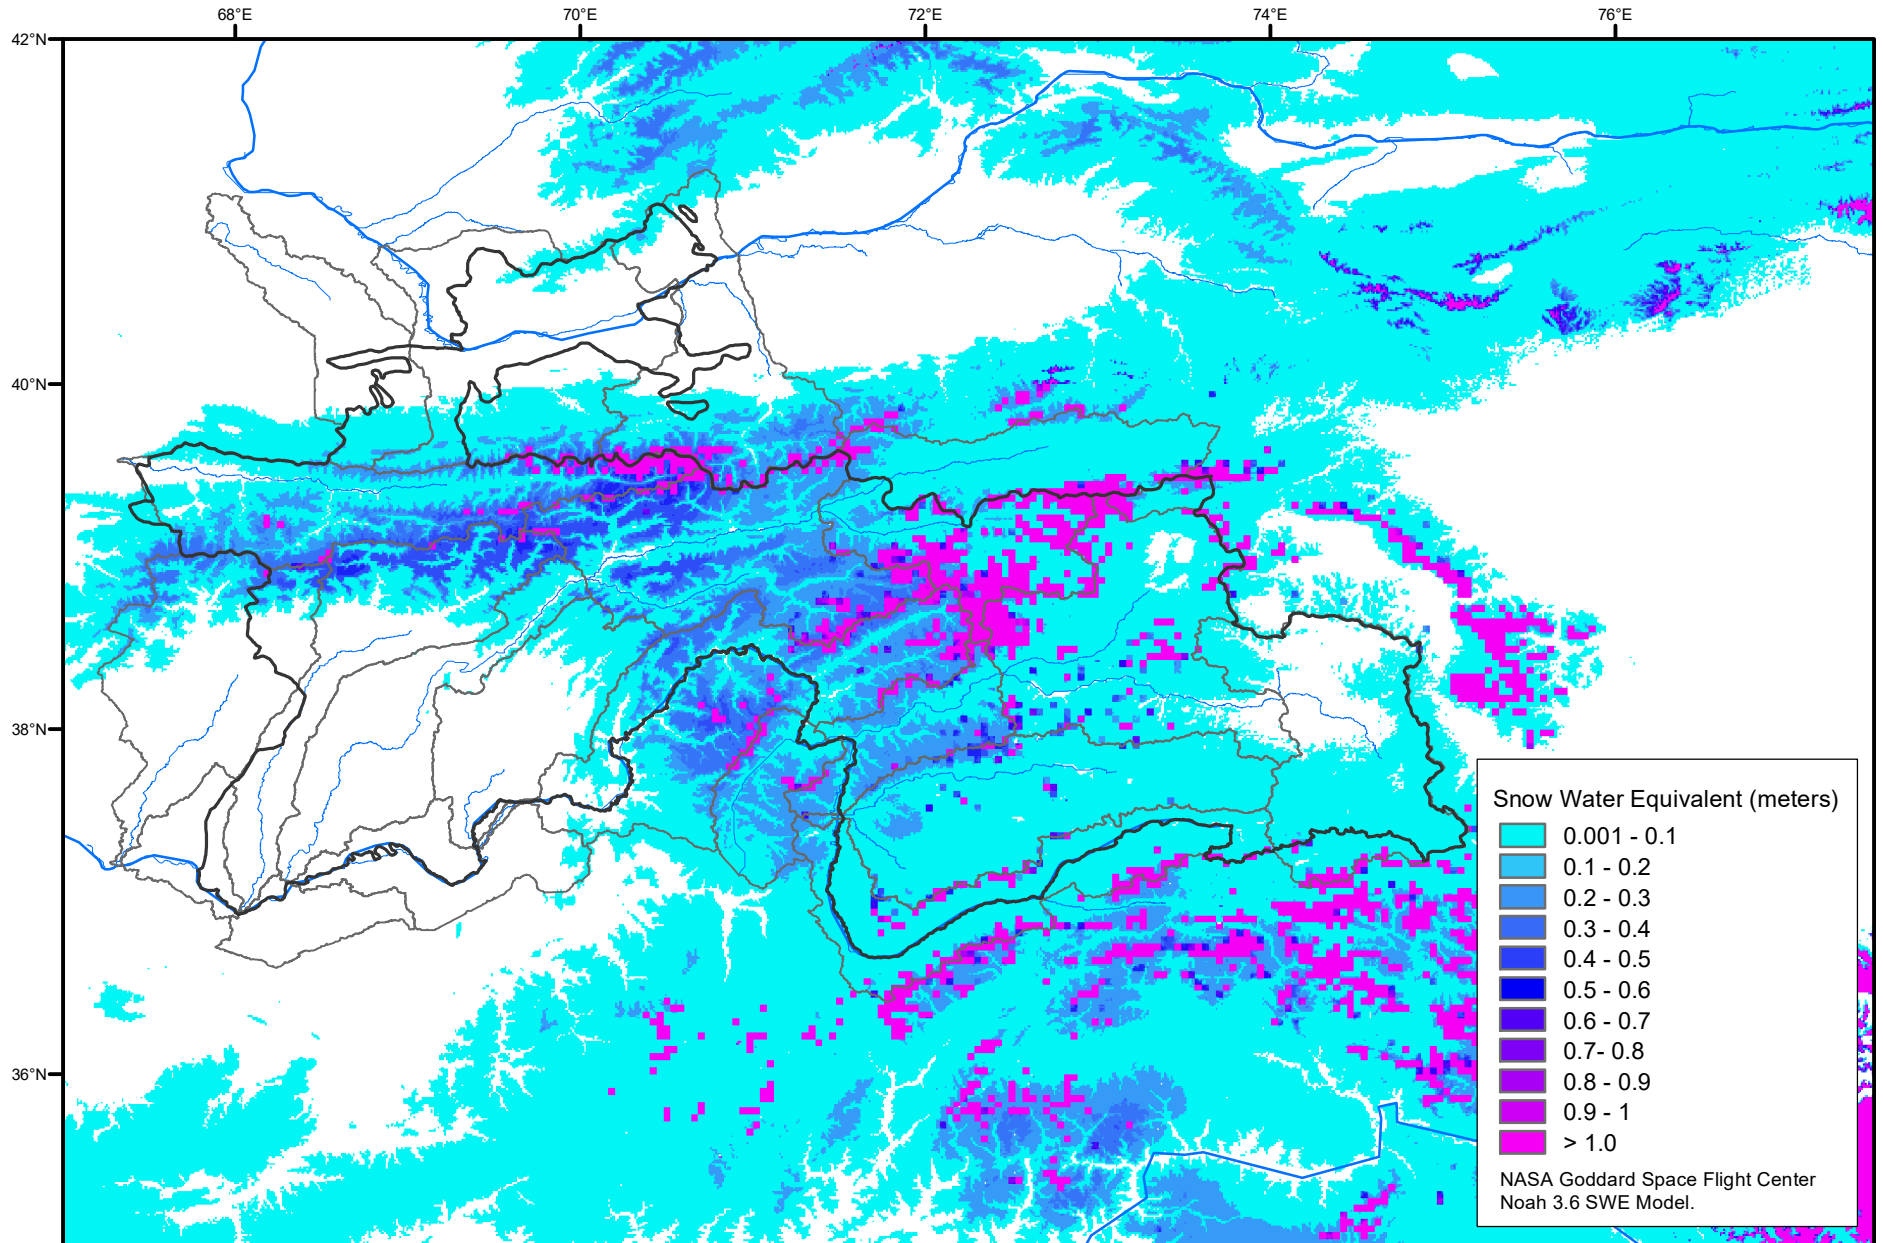 68°E
70°E
72°E
74°E
76°E
42°N
40°N
38°N
36°N
Snow Water Equivalent (meters)
0.001 - 0.1
0.1 - 0.2
0.2 - 0.3
0.3 - 0.4
0.4 - 0.5
0.5 - 0.6
0.6 - 0.7
0.7- 0.8
0.8 - 0.9
0.9 - 1
> 1.0
NASA Goddard Space Flight Center
Noah 3.6 SWE Model.